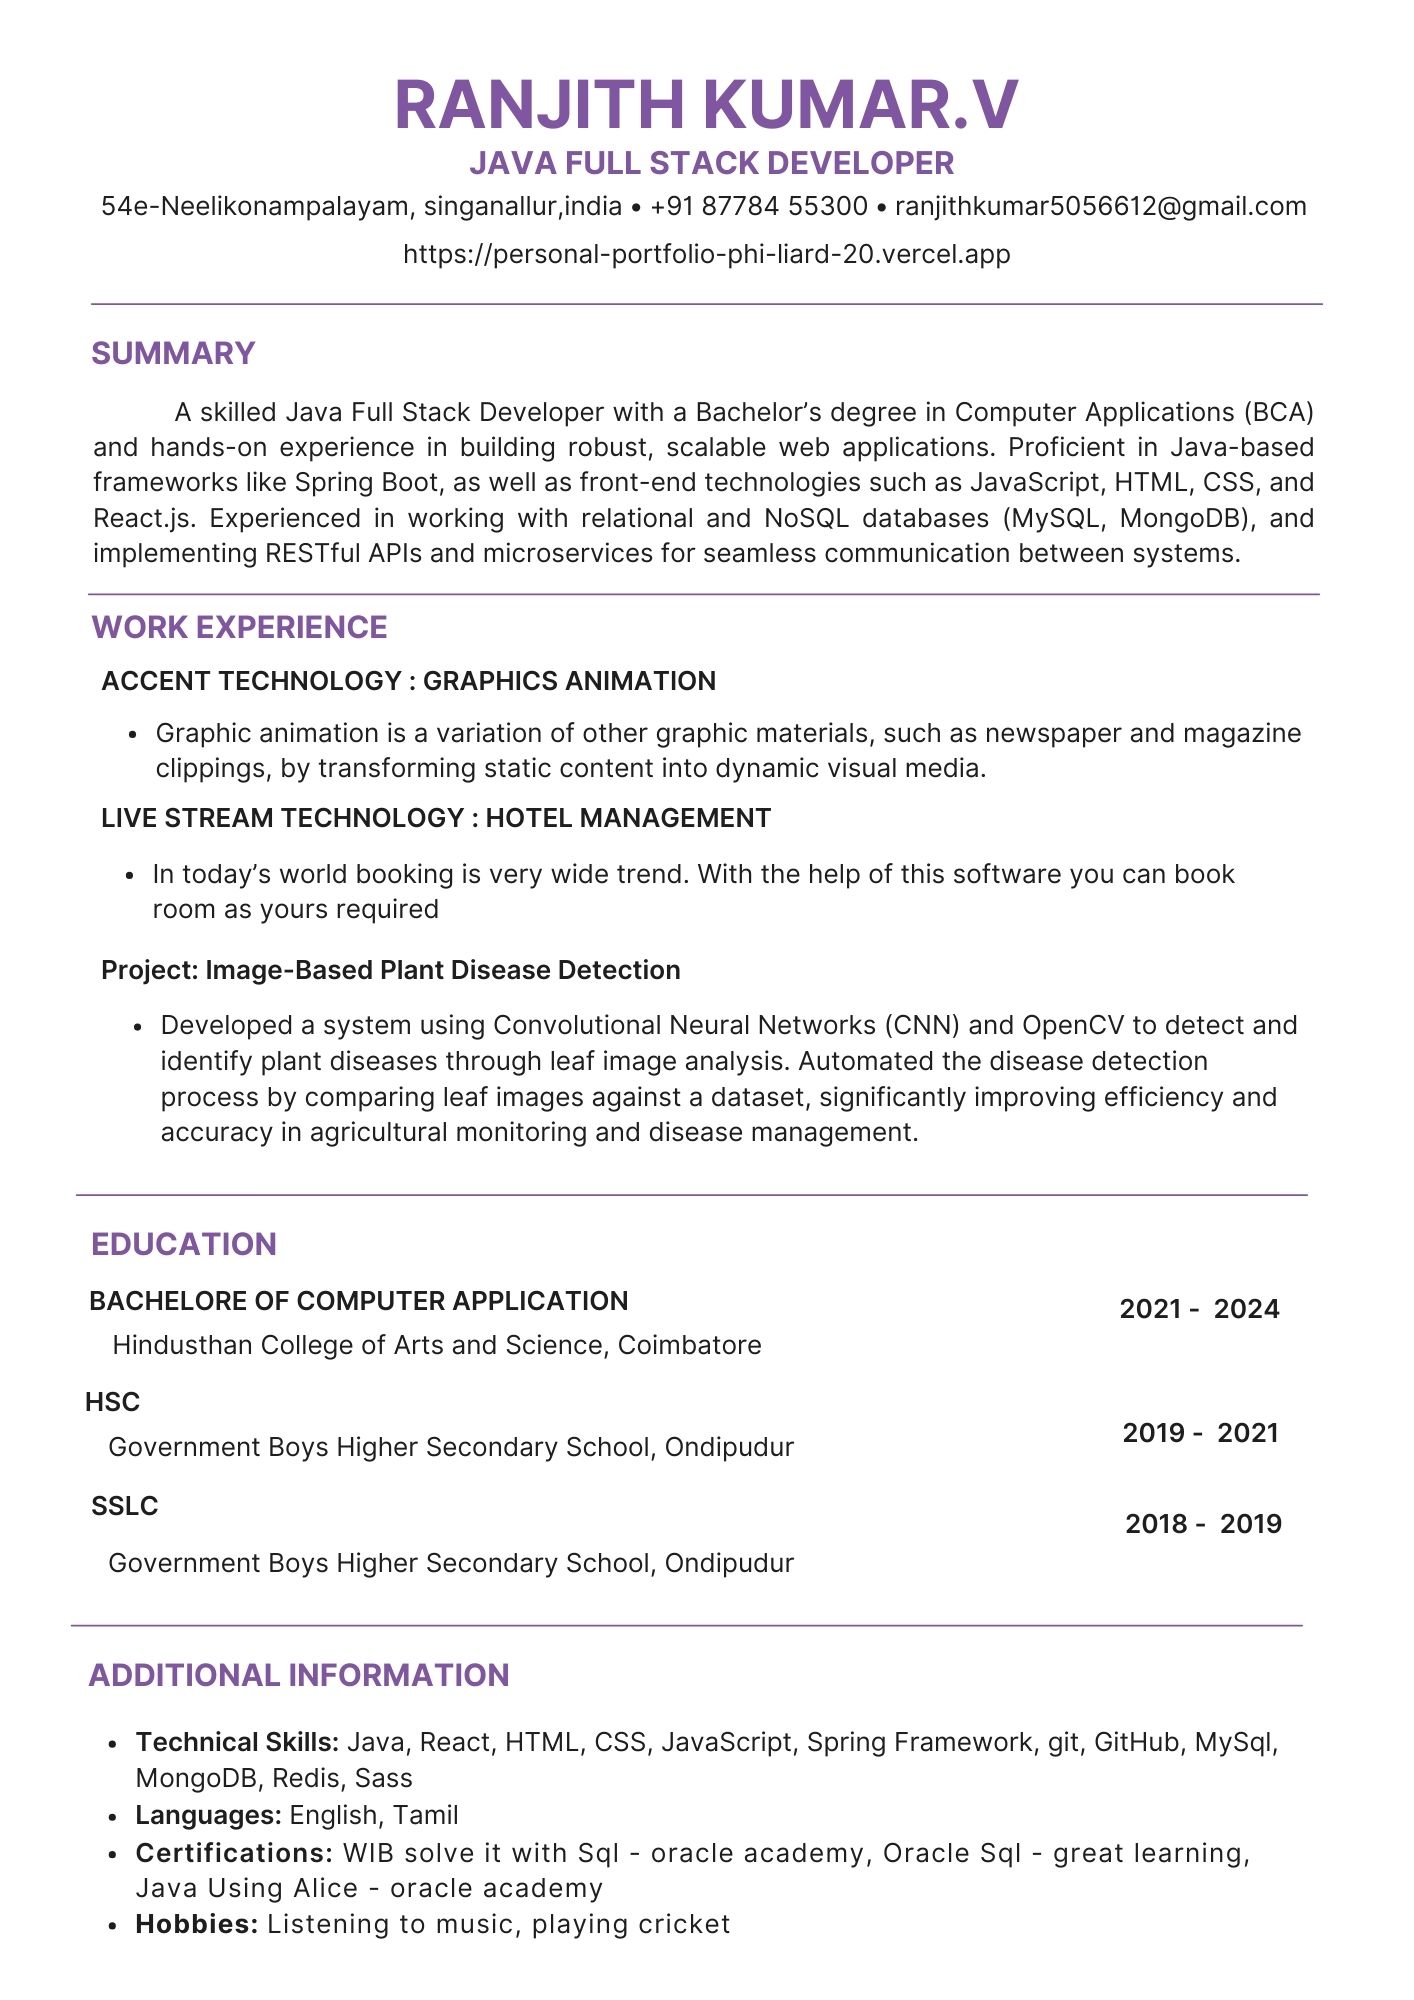 RANJITH KUMAR.V
JAVA FULL STACK DEVELOPER
54e-Neelikonampalayam, singanallur,india • +91 87784 55300 • ranjithkumar5056612@gmail.com
https://personal-portfolio-phi-liard-20.vercel.app
SUMMARY
A skilled Java Full Stack Developer with a Bachelor’s degree in Computer Applications (BCA)
and hands-on experience in building robust, scalable web applications. Proficient in Java-based
frameworks like Spring Boot, as well as front-end technologies such as JavaScript, HTML, CSS, and
React.js. Experienced in working with relational and NoSQL databases (MySQL, MongoDB), and
implementing RESTful APIs and microservices for seamless communication between systems.
WORK EXPERIENCE
ACCENT TECHNOLOGY : GRAPHICS ANIMATION
• Graphic animation is a variation of other graphic materials, such as newspaper and magazine
clippings, by transforming static content into dynamic visual media.
LIVE STREAM TECHNOLOGY : HOTEL MANAGEMENT
• In today’s world booking is very wide trend. With the help of this software you can book
room as yours required
Project: Image-Based Plant Disease Detection
• Developed a system using Convolutional Neural Networks (CNN) and OpenCV to detect and
identify plant diseases through leaf image analysis. Automated the disease detection
process by comparing leaf images against a dataset, significantly improving efficiency and
accuracy in agricultural monitoring and disease management.
EDUCATION
BACHELORE OF COMPUTER APPLICATION 2021 - 2024
Hindusthan College of Arts and Science, Coimbatore
HSC
2019 - 2021
Government Boys Higher Secondary School, Ondipudur
SSLC
2018 - 2019
Government Boys Higher Secondary School, Ondipudur
ADDITIONAL INFORMATION
• Technical Skills: Java, React, HTML, CSS, JavaScript, Spring Framework, git, GitHub, MySql,
MongoDB, Redis, Sass
• Languages: English, Tamil
• Certifications: WIB solve it with Sql - oracle academy, Oracle Sql - great learning,
Java Using Alice - oracle academy
• Hobbies: Listening to music, playing cricket